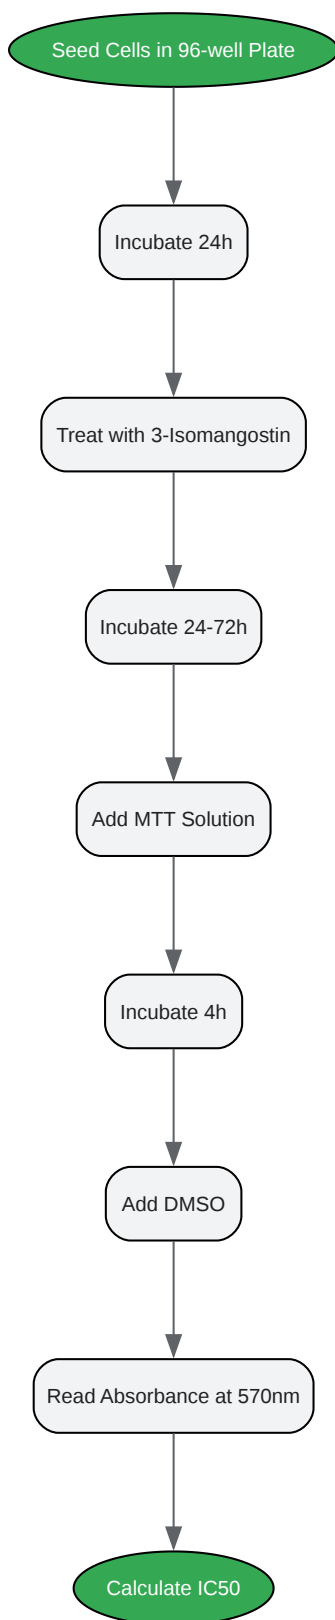 Seed Cells in 96-well Plate
Incubate 24h
Treat with 3-Isomangostin
Incubate 24-72h
Add MTT Solution
Incubate 4h
Add DMSO
Read Absorbance at 570nm
Calculate IC50